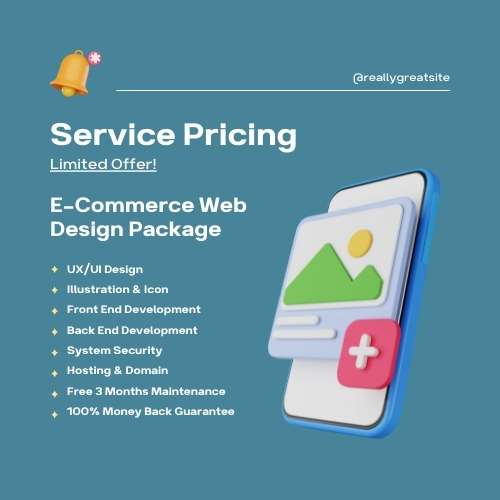 @reallygreatsite
Service Pricing
Limited Offer!
E-Commerce Web
Design Package
UX/UI Design
Illustration & Icon
Front End Development
Back End Development
System Security
Hosting & Domain
Free 3 Months Maintenance
100% Money Back Guarantee